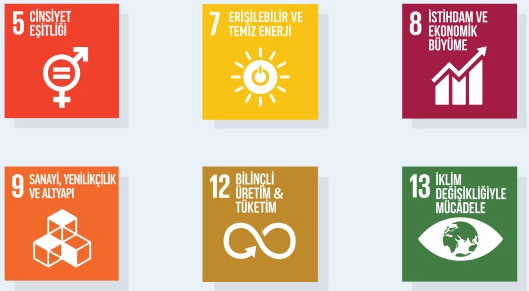 5 CİNSİYET
EŞİTLİĞİ
7 ERİŞİLEBİLİR VE
TEMİZ ENERJİ
8 İSTİHDAM VE
EKONOMİK
BÜYÜME
9 SANAYİ, YENİLİKÇİLİK
VE ALTYAPI
12 BİLİNÇLİ
ÜRETİM &
TÜKETİM
13 İKLİM
DEĞİŞİKLİĞİYLE
MÜCADELE